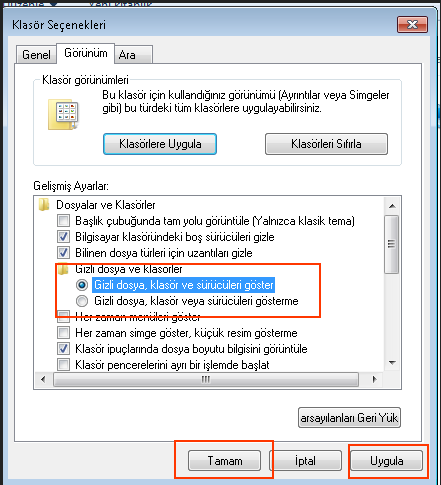 Yeni kitaplık
Klasör Seçenekleri
Genel Görünüm Ara
Klasör görünümleri
Bu klasör için kullandığınız görünümü (Ayrıntılar veya Simgeler
gibi) bu türdeki tüm klasörlere uygulayabilirsiniz.
Klasörlere Uygula Klasörleri Sıfırla
Gelişmiş Ayarlar:
Dosyalar ve Klasörler
Başlık çubuğunda tam yolu görüntüle (Yalnızca klasik tema)
Bilgisayar klasöründeki boş sürücüleri gizle
Bilinen dosya türleri için uzantıları gizle
Gizli dosya ve klasörler
Gizli dosya, klasör ve sürücüleri göster
Gizli dosya, klasör veya sürücüleri gösterme
Her zaman menüleri göster
Her zaman simge göster, küçük resim gösterme
Klasör ipuçlarında dosya boyutu bilgisini görüntüle
Klasör pencerelerini ayrı bir işlemde başlat
arsayılanları Geri Yük
Tamam İptal Uygula